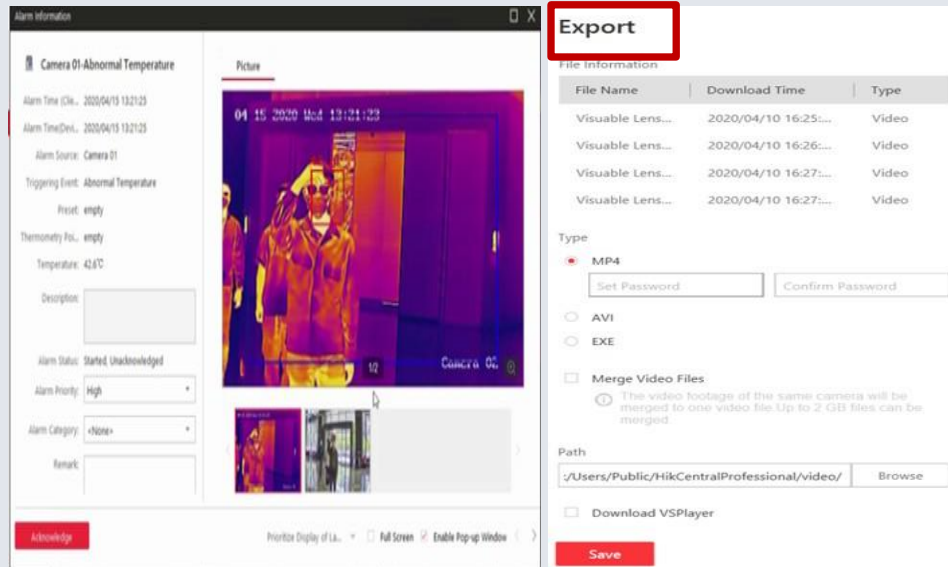 Alarm Information
Camera 01-Abnormal Temperature
Alarm Time (Clie... 2020/04/15 13:21:25
Alarm Time(Devi... 2020/04/15 13:21:25
Alarm Source: Camera 01
Triggering Event: Abnormal Temperature
Preset: empty
Thermometry Poi... empty
Temperature: 42.6℃
Description:
Alarm Status: Started, Unacknowledged
Alarm Priority: High
Alarm Category: <None>
Remark:
Acknowledge
Picture
04 15 2020 Wed 13:21:23
1/2
Camera 02
Prioritize Display of La...
Full Screen
Enable Pop-up Window
Export
File Information
File Name Download Time Type
Visuable Lens... 2020/04/10 16:25:... Video
Visuable Lens... 2020/04/10 16:26:... Video
Visuable Lens... 2020/04/10 16:27:... Video
Visuable Lens... 2020/04/10 16:27:... Video
Type
MP4
Set Password Confirm Password
AVI
EXE
Merge Video Files
The video footage of the same camera will be
merged to one video file.Up to 2 GB files can be
merged.
Path
:/Users/Public/HikCentralProfessional/video/ Browse
Download VSPlayer
Save